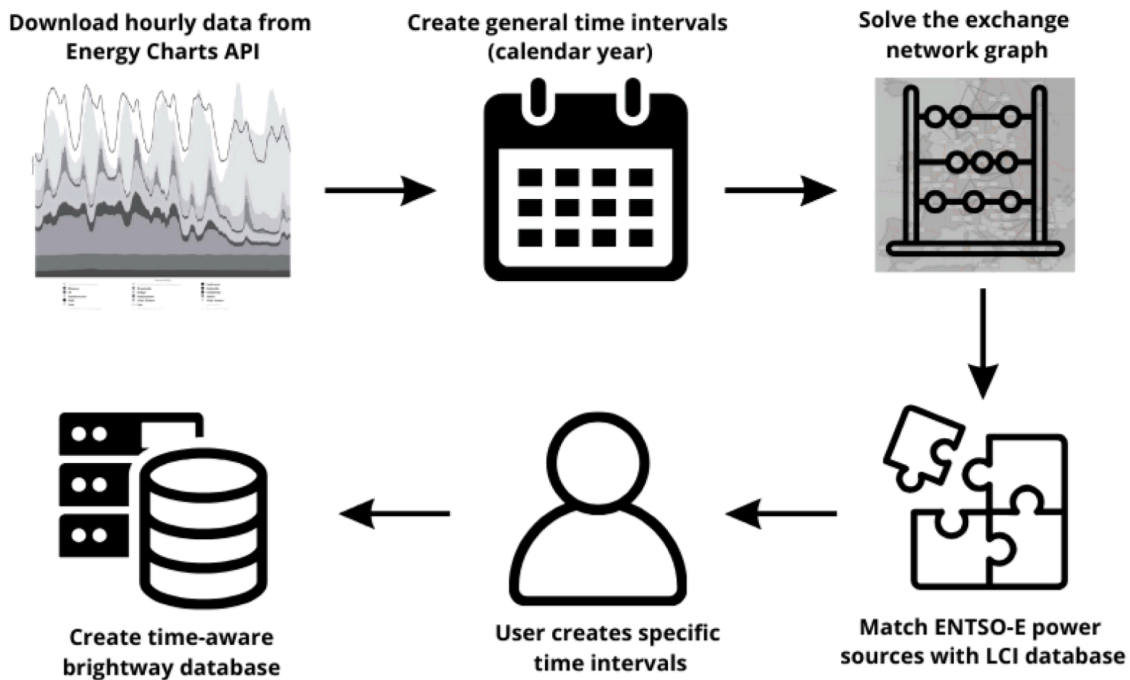 Download hourly data from
Energy Charts API
Create general time intervals
(calendar year)
Solve the exchange
network graph
Match ENTSO-E power
sources with LCI database
User creates specific
time intervals
Create time-aware
brightway database